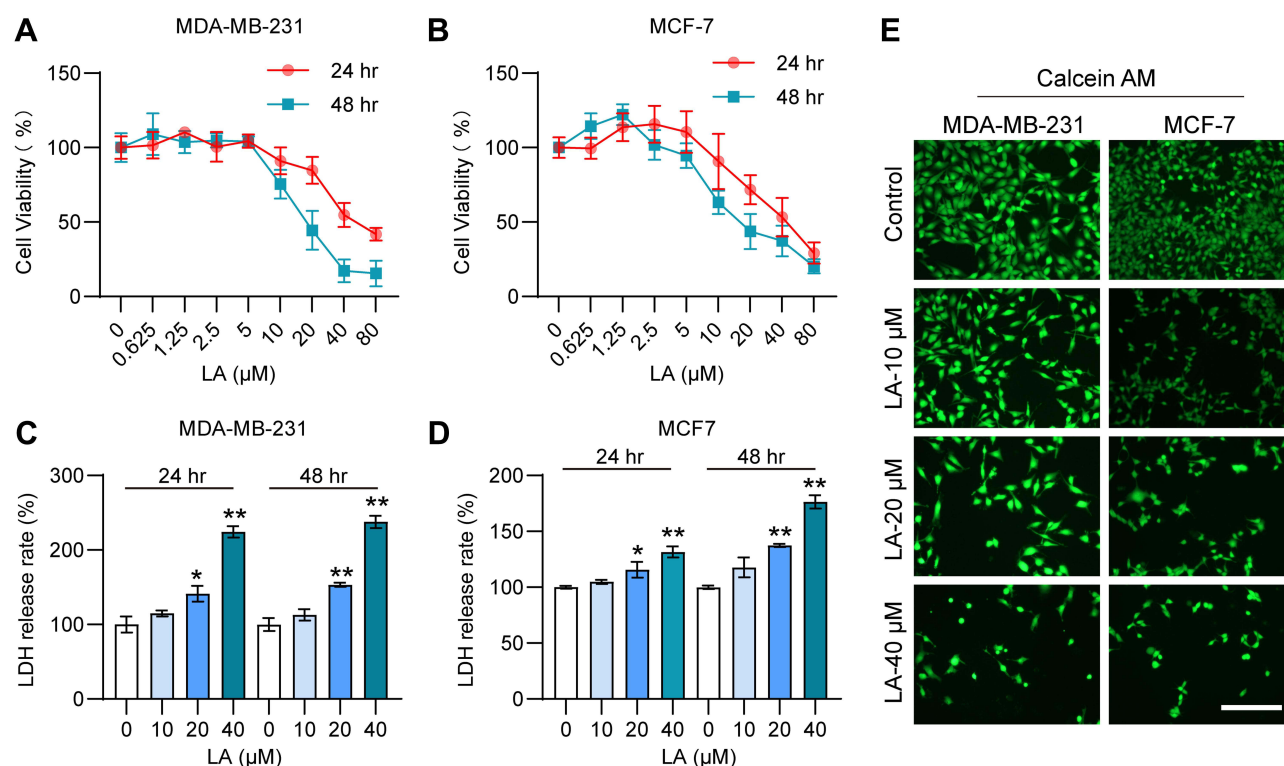 A
MDA-MB-231
Cell Viability ( %)
150
100
50
0
24 hr
48 hr
0
0.625
1.25
2.5
5
10
20
40
80
LA (µM)
B
MCF-7
Cell Viability ( %)
150
100
50
0
24 hr
48 hr
0
0.625
1.25
2.5
5
10
20
40
80
LA (µM)
C
MDA-MB-231
LDH release rate (%)
300
200
100
0
24 hr
48 hr
*
**
**
**
0 10 20 40 0 10 20 40
LA (µM)
D
MCF7
LDH release rate (%)
200
150
100
50
0
24 hr
48 hr
*
**
**
**
0 10 20 40 0 10 20 40
LA (µM)
E
Calcein AM
MDA-MB-231 MCF-7
Control
LA-10 µM
LA-20 µM
LA-40 µM